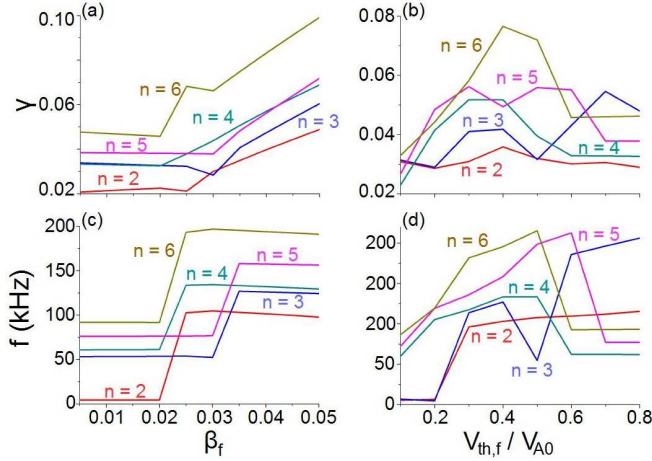 (a)
0.10
0.06
0.02
γ
n = 6
n = 5
n = 4
n = 3
n = 2
(b)
0.08
0.06
0.04
0.02
n = 6
n = 5
n = 4
n = 3
n = 2
(c)
200
150
100
50
0
f (kHz)
n = 6
n = 5
n = 4
n = 3
n = 2
0.01 0.02 0.03 0.04 0.05
β_f
(d)
200
200
200
50
0
n = 6
n = 5
n = 4
n = 2
n = 3
0.2 0.4 0.6 0.8
V_th,f / V_A0